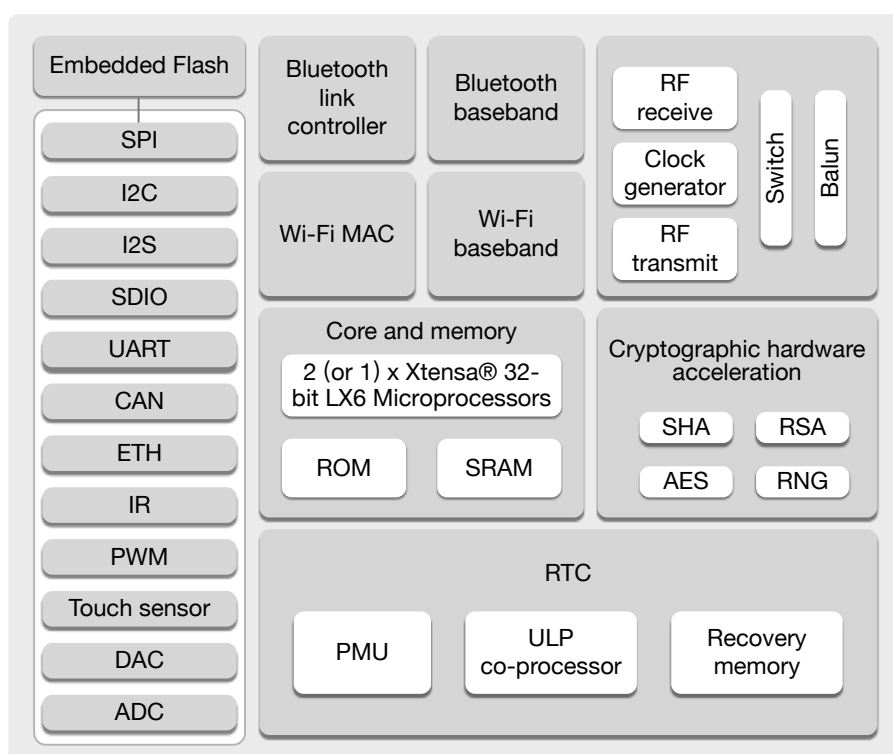 Embedded Flash
SPI
I2C
I2S
SDIO
UART
CAN
ETH
IR
PWM
Touch sensor
DAC
ADC
Bluetooth
link
controller
Bluetooth
baseband
Wi-Fi MAC
Wi-Fi
baseband
RF
receive
Clock
generator
RF
transmit
Switch
Balun
Core and memory
2 (or 1) x Xtensa® 32-
bit LX6 Microprocessors
ROM
SRAM
Cryptographic hardware
acceleration
SHA
RSA
AES
RNG
RTC
PMU
ULP
co-processor
Recovery
memory